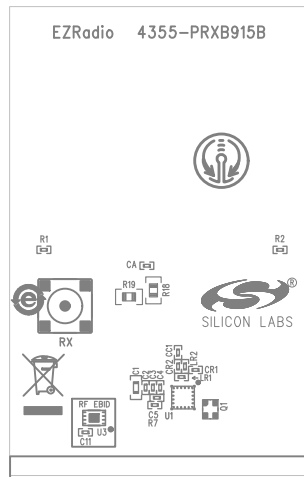 EZRadio 4355-PRXB915B
R1
R2
CA
R19
R18
®
e
RX
SILICON LABS
CC1
CR2
LR2
CR1
LR1
C1
C2
C3
C4
C5
R7
U1
Q1
RF EBID
U3
C11